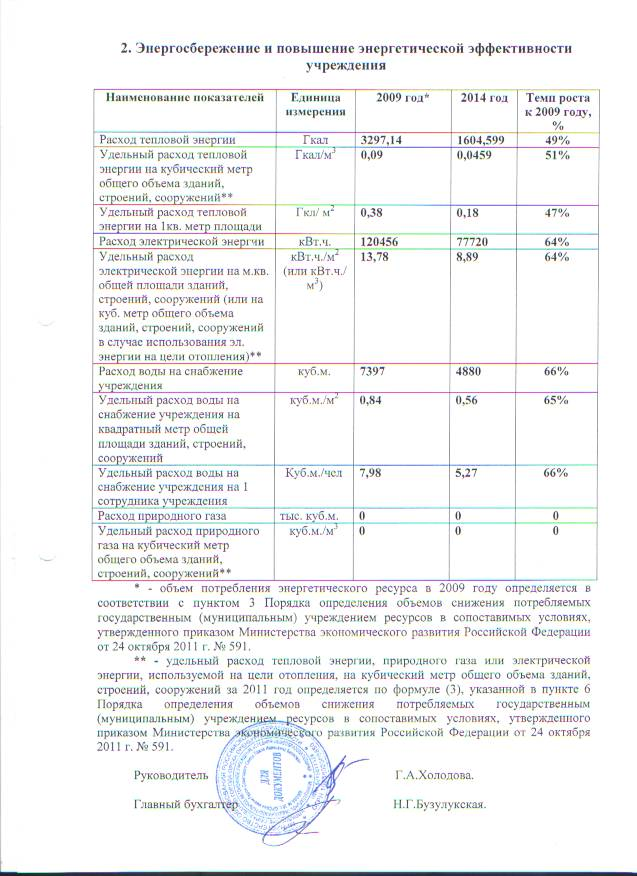 2. Энергосбережение и повышение энергетической эффективности
учреждения
Наименование показателей Единица измерения 2009 год* 2014 год Темп роста к 2009 году, %
Расход тепловой энергии Гкал 3297,14 1604,599 49%
Удельный расход тепловой Гкал/м³ 0,09 0,0459 51%
энергии на кубический метр
общего объема зданий,
строений, сооружений**
Удельный расход тепловой Гкл/ м² 0,38 0,18 47%
энергии на 1кв. метр площади
Расход электрической энергии кВт.ч. 120456 77720 64%
Удельный расход кВт.ч./м² 13,78 8,89 64%
электрической энергии на м.кв. (или кВт.ч./
общей площади зданий, м³)
строений, сооружений (или на
куб. метр общего объема
зданий, строений, сооружений
в случае использования эл.
энергии на цели отопления)**
Расход воды на снабжение куб.м. 7397 4880 66%
учреждения
Удельный расход воды на куб.м./м² 0,84 0,56 65%
снабжение учреждения на
квадратный метр общей
площади зданий, строений,
сооружений
Удельный расход воды на Куб.м./чел 7,98 5,27 66%
снабжение учреждения на 1
сотрудника учреждения
Расход природного газа тыс. куб.м. 0 0 0
Удельный расход природного куб.м./м³ 0 0 0
газа на кубический метр
общего объема зданий,
строений, сооружений**
* - объем потребления энергетического ресурса в 2009 году определяется в
соответствии с пунктом 3 Порядка определения объемов снижения потребляемых
государственным (муниципальным) учреждением ресурсов в сопоставимых условиях,
утвержденного приказом Министерства экономического развития Российской Федерации
от 24 октября 2011 г. № 591.
** - удельный расход тепловой энергии, природного газа или электрической
энергии, используемой на цели отопления, на кубический метр общего объема зданий,
строений, сооружений за 2011 год определяется по формуле (3), указанной в пункте 6
Порядка определения объемов снижения потребляемых государственным
(муниципальным) учреждением ресурсов в сопоставимых условиях, утвержденного
приказом Министерства экономического развития Российской Федерации от 24 октября
2011 г. № 591.
Руководитель Г.А.Холодова.
Главный бухгалтер Н.Г.Бузулукская.
ДЛЯ
ДОКУМЕНТОВ